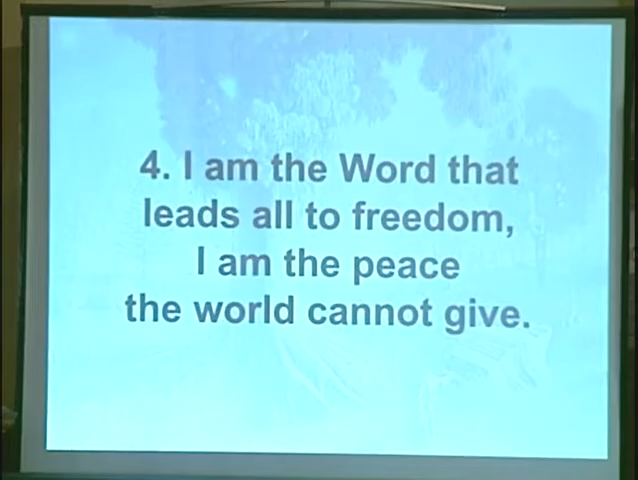 4. I am the Word that
leads all to freedom,
I am the peace
the world cannot give.